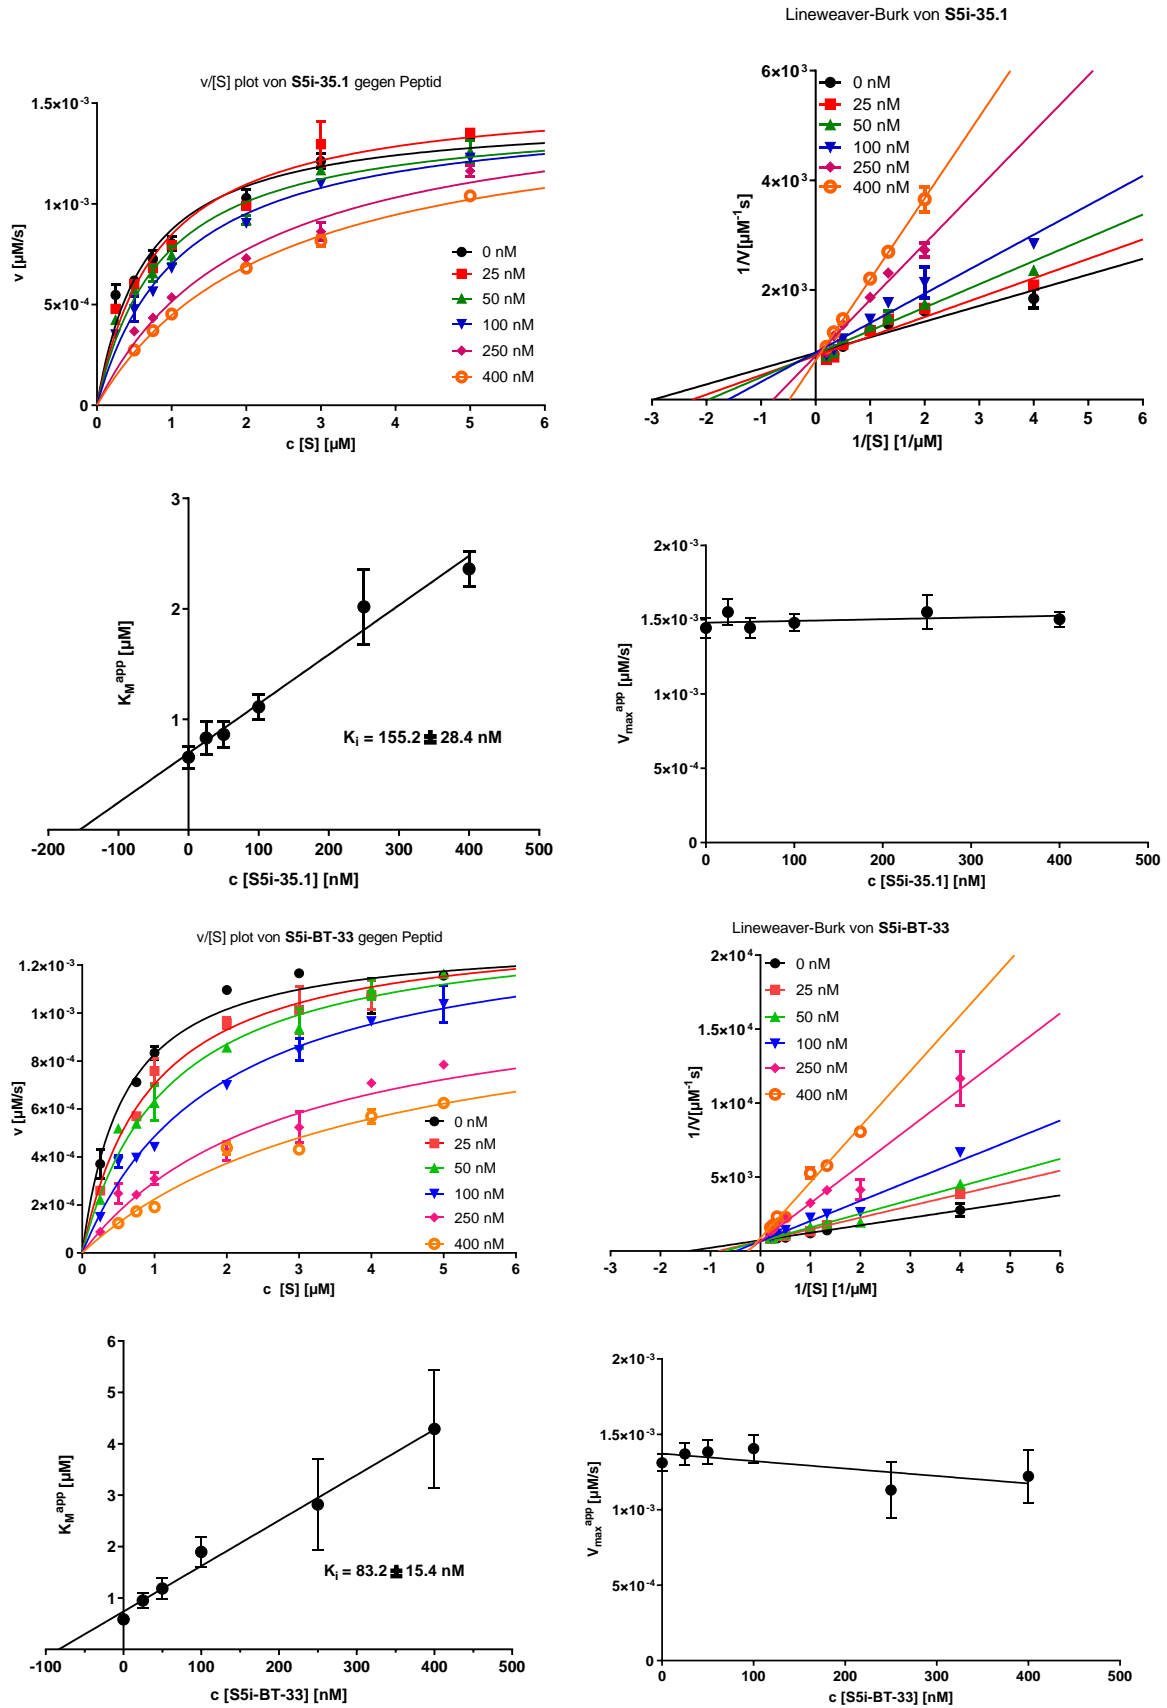 Lineweaver-Burk von S5i-35.1
v/[S] plot von S5i-35.1 gegen Peptid
1.5×10⁻³
1×10⁻³
5×10⁻⁴
0
v [µM/s]
0 1 2 3 4 5 6
c [S] [µM]
0 nM
25 nM
50 nM
100 nM
250 nM
400 nM
6×10³
4×10³
2×10³
1/V[µM⁻¹s]
-3 -2 -1 0 1 2 3 4 5 6
1/[S] [1/µM]
0 nM
25 nM
50 nM
100 nM
250 nM
400 nM
3
2
1
K_M^app [µM]
K_i = 155.2 ± 28.4 nM
-200 -100 0 100 200 300 400 500
c [S5i-35.1] [nM]
2×10⁻³
1.5×10⁻³
1×10⁻³
5×10⁻⁴
0
V_max^app [µM/s]
0 100 200 300 400 500
c [S5i-35.1] [nM]
v/[S] plot von S5i-BT-33 gegen Peptid
1.2×10⁻³
1×10⁻³
8×10⁻⁴
6×10⁻⁴
4×10⁻⁴
2×10⁻⁴
0
v [µM/s]
0 1 2 3 4 5 6
c [S] [µM]
0 nM
25 nM
50 nM
100 nM
250 nM
400 nM
Lineweaver-Burk von S5i-BT-33
2×10⁴
1.5×10⁴
1×10⁴
5×10³
1/V[µM⁻¹s]
-3 -2 -1 0 1 2 3 4 5 6
1/[S] [1/µM]
0 nM
25 nM
50 nM
100 nM
250 nM
400 nM
6
5
4
3
2
1
K_M^app [µM]
K_i = 83.2 ± 15.4 nM
-100 0 100 200 300 400 500
c [S5i-BT-33] [nM]
2×10⁻³
1.5×10⁻³
1×10⁻³
5×10⁻⁴
0
V_max^app [µM/s]
0 100 200 300 400 500
c [S5i-BT-33] [nM]